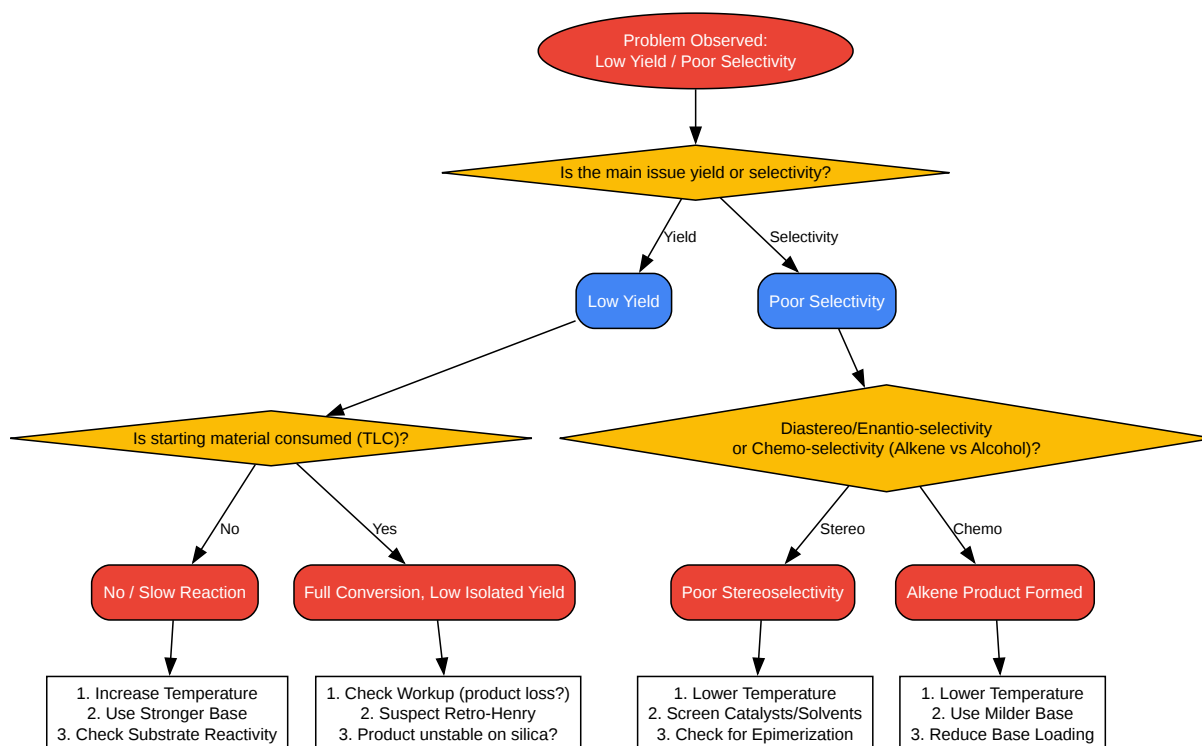 Problem Observed:
Low Yield / Poor Selectivity
Is the main issue yield or selectivity?
Yield
Selectivity
Low Yield
Poor Selectivity
Is starting material consumed (TLC)?
Diastereo/Enantio-selectivity
or Chemo-selectivity (Alkene vs Alcohol)?
No
Yes
Stereo
Chemo
No / Slow Reaction
Full Conversion, Low Isolated Yield
Poor Stereoselectivity
Alkene Product Formed
1. Increase Temperature
2. Use Stronger Base
3. Check Substrate Reactivity
1. Check Workup (product loss?)
2. Suspect Retro-Henry
3. Product unstable on silica?
1. Lower Temperature
2. Screen Catalysts/Solvents
3. Check for Epimerization
1. Lower Temperature
2. Use Milder Base
3. Reduce Base Loading